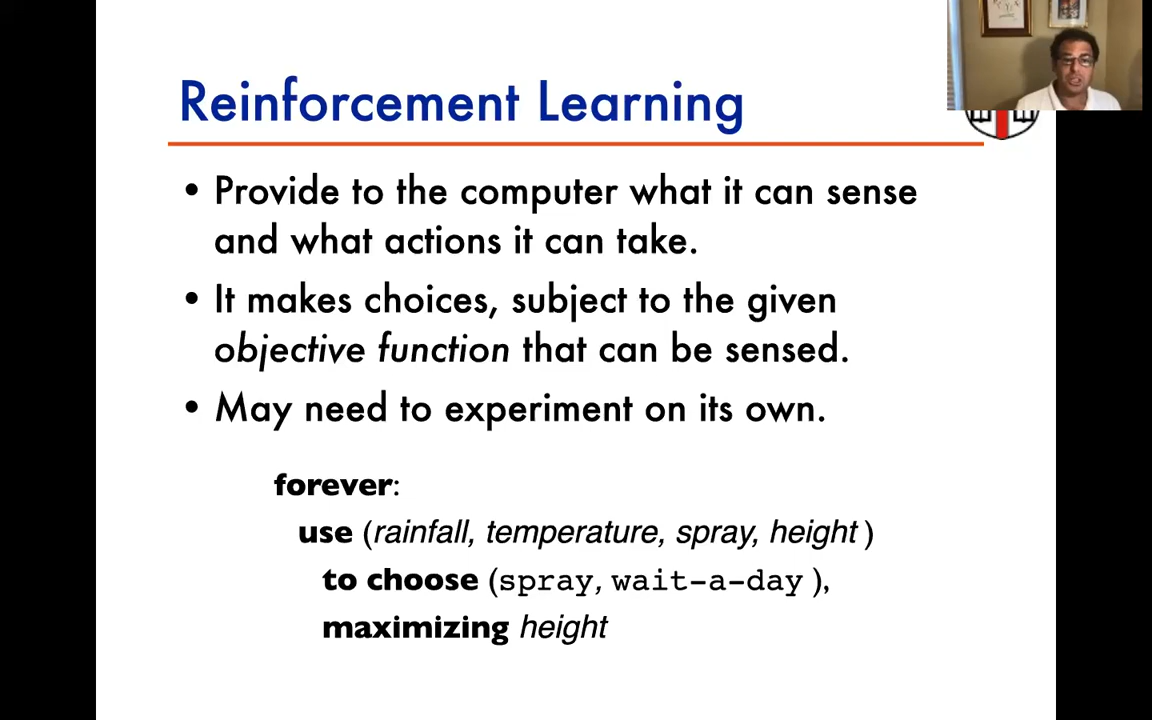 Reinforcement Learning
• Provide to the computer what it can sense
and what actions it can take.
• It makes choices, subject to the given
objective function that can be sensed.
• May need to experiment on its own.
forever:
use (rainfall, temperature, spray, height )
to choose (spray, wait-a-day ),
maximizing height